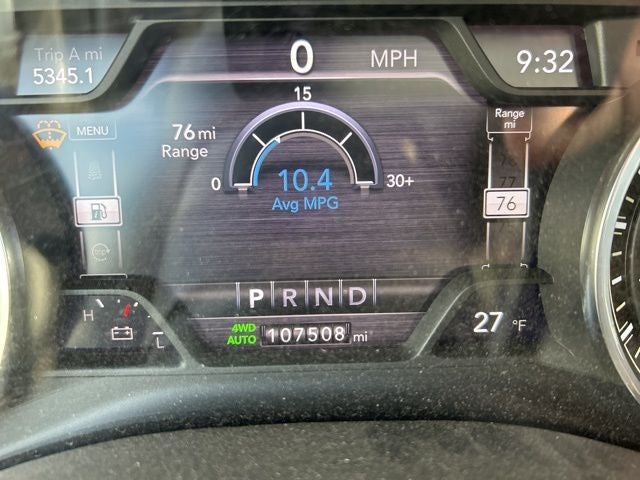 Trip A mi
5345.1
0 MPH
9:32
MENU
15
76 mi
Range
0
10.4
30+
Avg MPG
Range
mi
77
76
P R N D
H
L
4WD
AUTO
107508 mi
27 °F